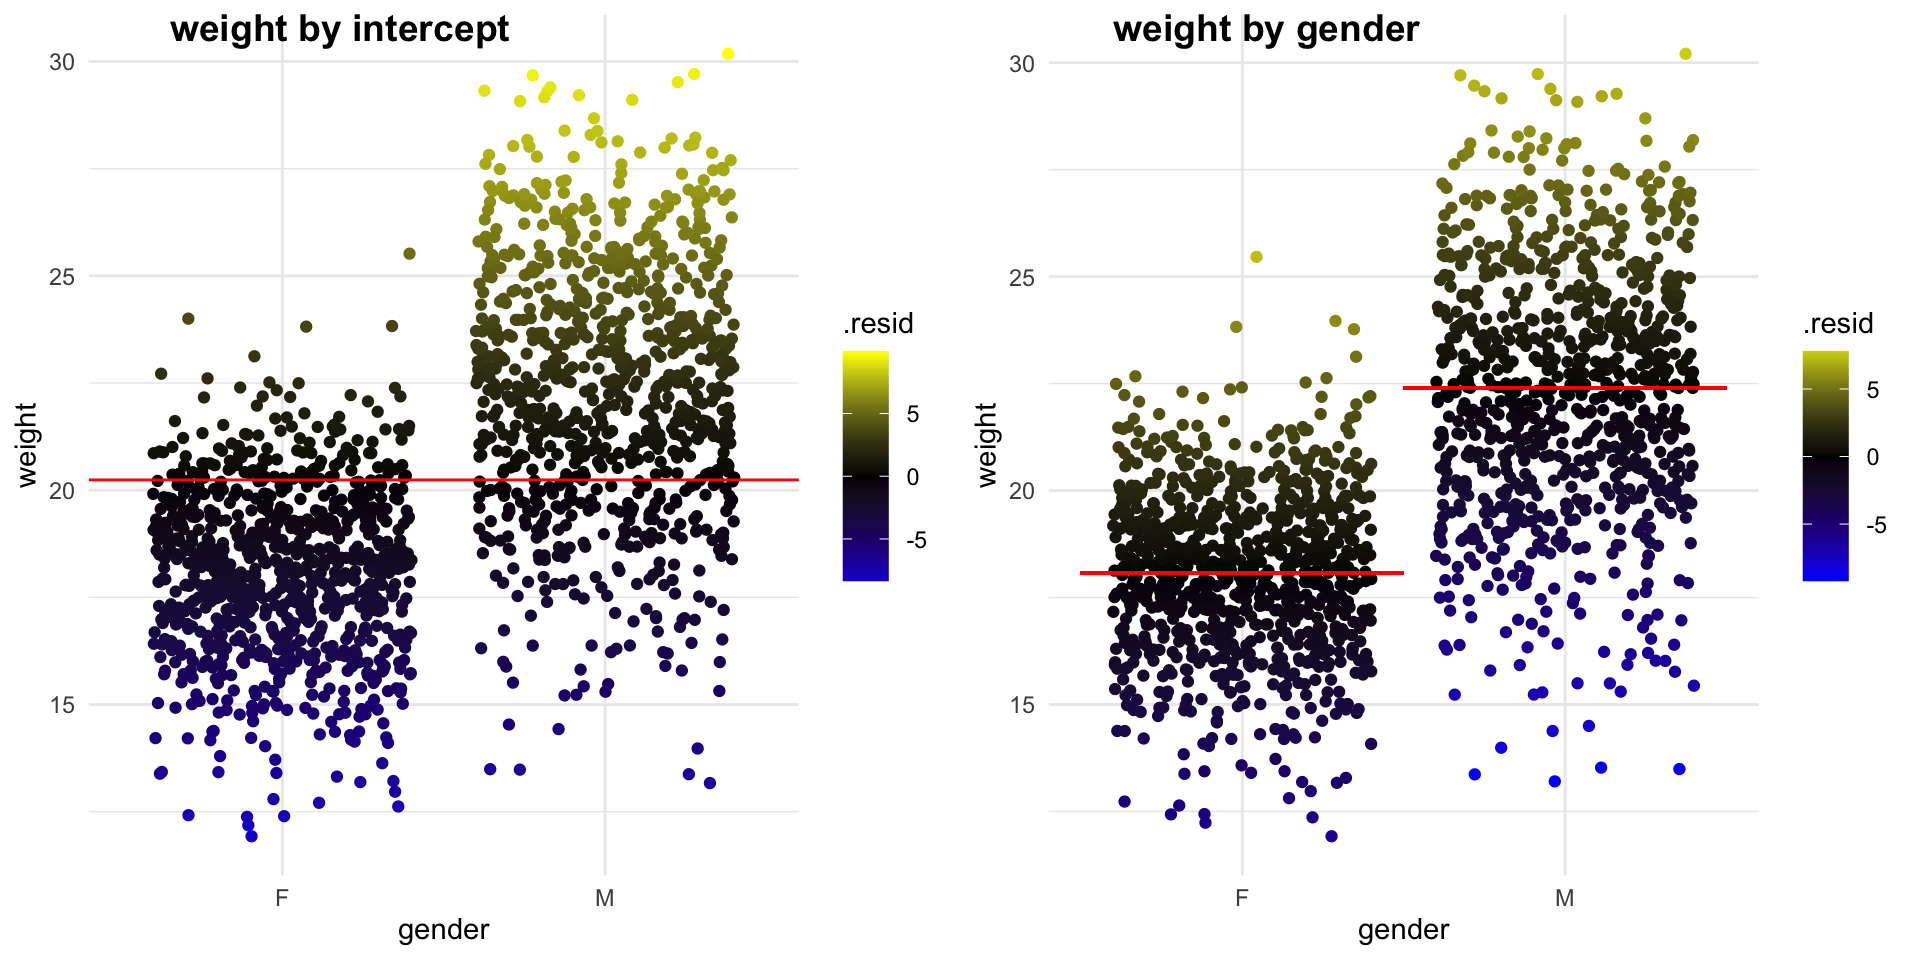 weight by intercept
30
25
20
15
weight
F
M
gender
.resid
5
0
-5
weight by gender
30
25
20
15
weight
F
M
gender
.resid
5
0
-5